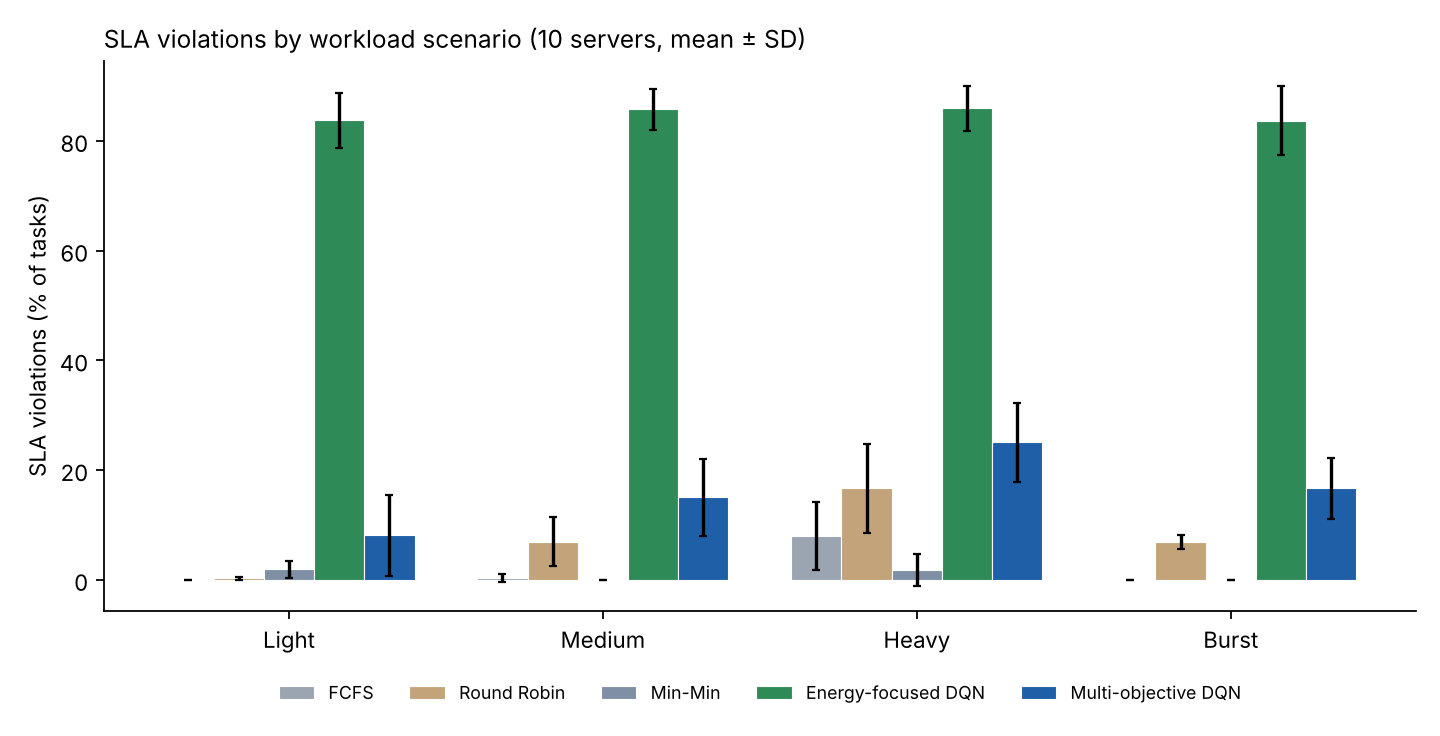 SLA violations by workload scenario (10 servers, mean ± SD)
SLA violations (% of tasks)
80
60
40
20
0
Light Medium Heavy Burst
FCFS Round Robin Min-Min Energy-focused DQN Multi-objective DQN